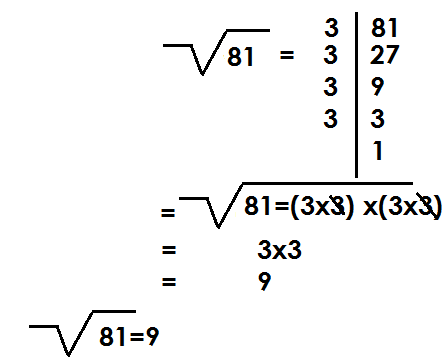 3 | 81
√81 = 3 | 27
3 | 9
3 | 3
1
= √81=(3x3) x(3x3)
= 3x3
= 9
√81=9